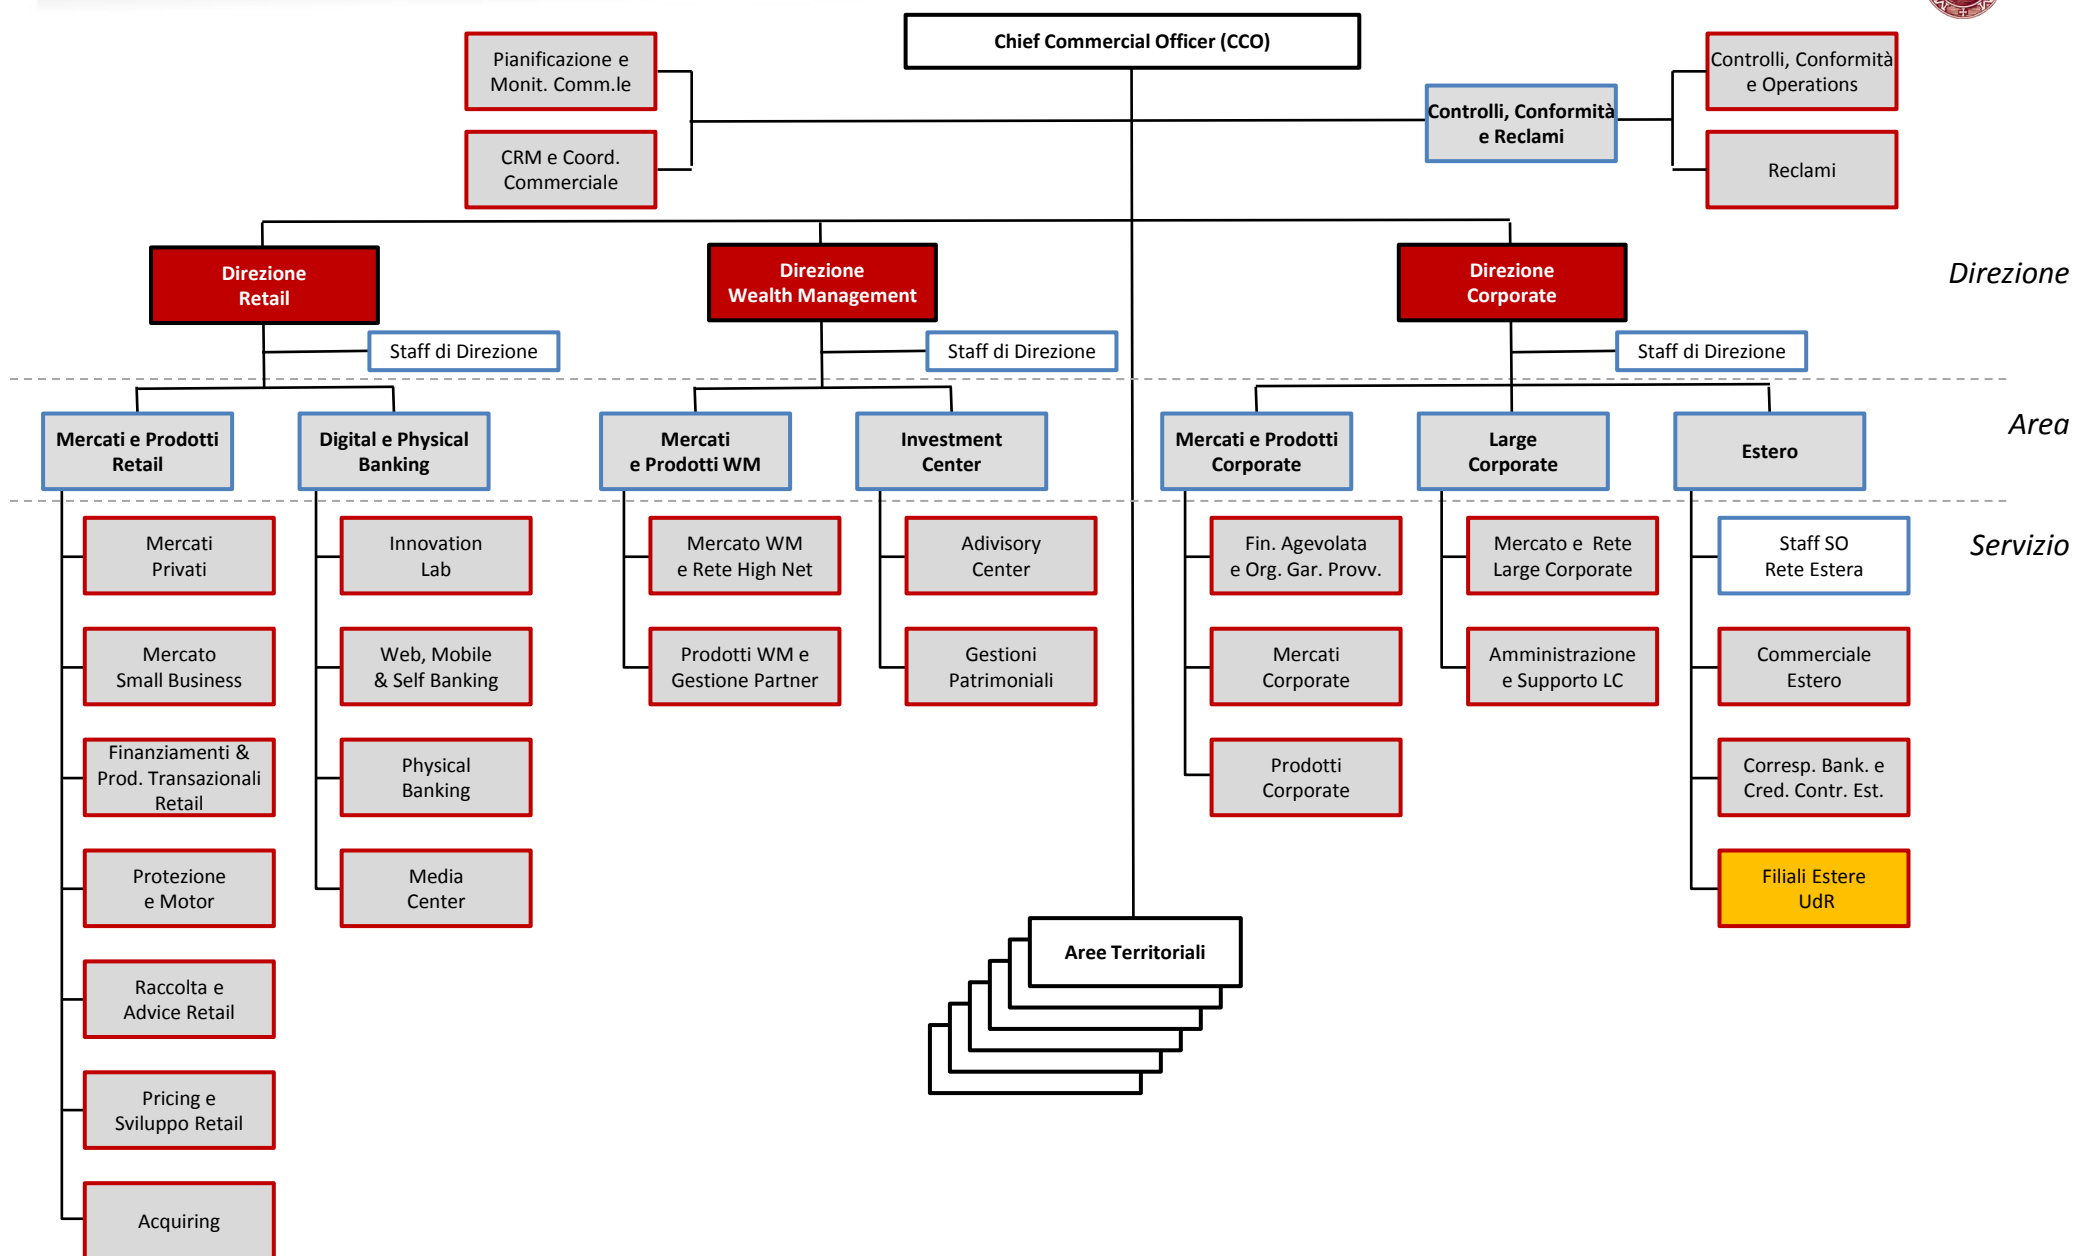 Chief Commercial Officer (CCO)
Pianificazione e
Monit. Comm.le
CRM e Coord.
Commerciale
Controlli, Conformità
e Reclami
Controlli, Conformità
e Operations
Reclami
Direzione
Retail
Direzione
Wealth Management
Direzione
Corporate
Direzione
Staff di Direzione
Staff di Direzione
Staff di Direzione
Mercati e Prodotti
Retail
Digital e Physical
Banking
Mercati
e Prodotti WM
Investment
Center
Mercati e Prodotti
Corporate
Large
Corporate
Estero
Area
Servizio
Mercati
Privati
Mercato
Small Business
Finanziamenti &
Prod. Transazionali
Retail
Protezione
e Motor
Raccolta e
Advice Retail
Pricing e
Sviluppo Retail
Acquiring
Innovation
Lab
Web, Mobile
& Self Banking
Physical
Banking
Media
Center
Mercato WM
e Rete High Net
Prodotti WM e
Gestione Partner
Adivisory
Center
Gestioni
Patrimoniali
Fin. Agevolata
e Org. Gar. Provv.
Mercati
Corporate
Prodotti
Corporate
Mercato e  Rete
Large Corporate
Amministrazione
e Supporto LC
Staff SO
Rete Estera
Commerciale
Estero
Corresp. Bank. e
Cred. Contr. Est.
Filiali Estere
UdR
Aree Territoriali